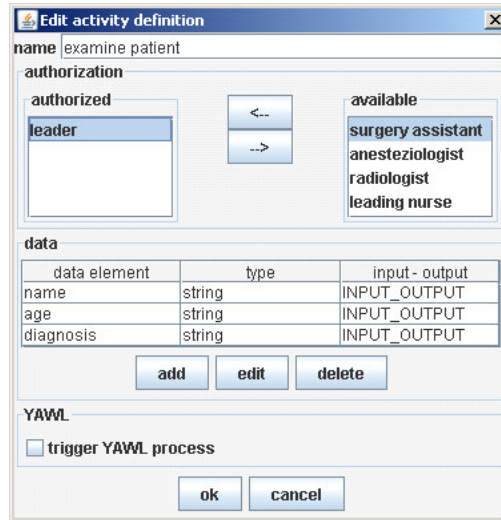 Edit activity definition
name examine patient
authorization
authorized
available
leader
<--
-->
surgery assistant
anesteziologist
radiologist
leading nurse
data
data element type input - output
name string INPUT_OUTPUT
age string INPUT_OUTPUT
diagnosis string INPUT_OUTPUT
add edit delete
YAWL
trigger YAWL process
ok cancel